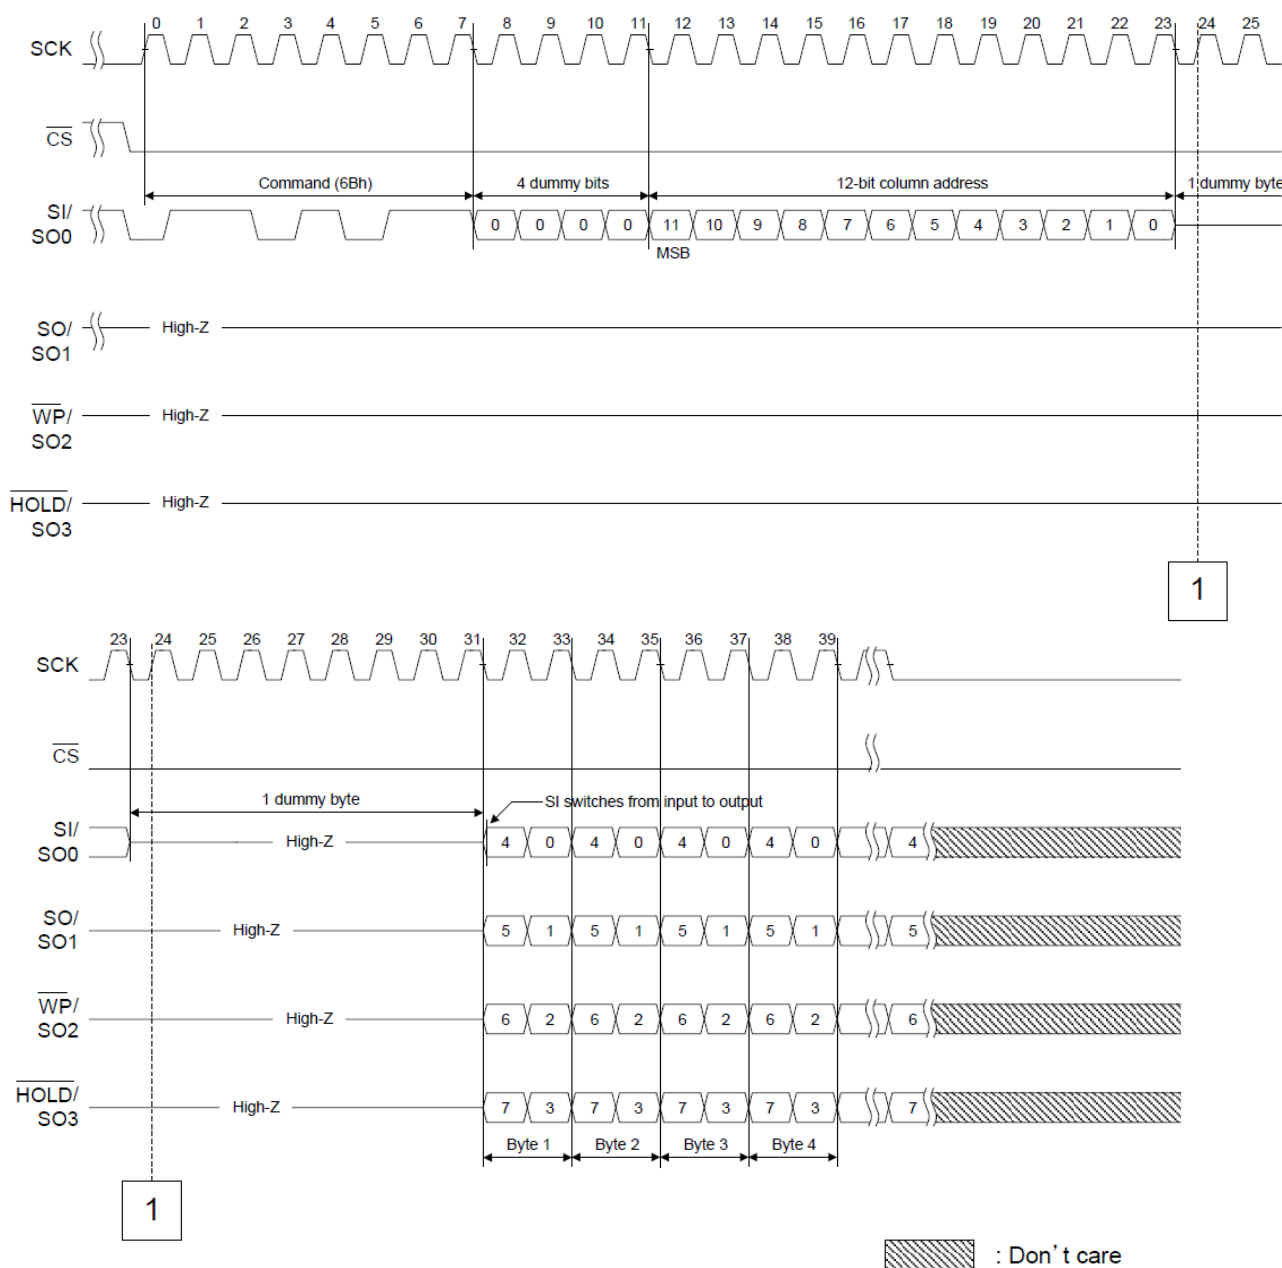 0 1 2 3 4 5 6 7 8 9 10 11 12 13 14 15 16 17 18 19 20 21 22 23 24 25
SCK
CS
Command (6Bh) 4 dummy bits 12-bit column address 1 dummy byte
SI/
SO0
0 0 0 0 11 10 9 8 7 6 5 4 3 2 1 0
MSB
SO/
SO1
High-Z
WP/
SO2
High-Z
HOLD/
SO3
High-Z
1
23 24 25 26 27 28 29 30 31 32 33 34 35 36 37 38 39
SCK
CS
1 dummy byte
SI switches from input to output
SI/
SO0
High-Z 4 0 4 0 4 0 4 0 4
SO/
SO1
High-Z 5 1 5 1 5 1 5 1 5
WP/
SO2
High-Z 6 2 6 2 6 2 6 2 6
HOLD/
SO3
High-Z 7 3 7 3 7 3 7 3 7
Byte 1 Byte 2 Byte 3 Byte 4
1
: Don't care